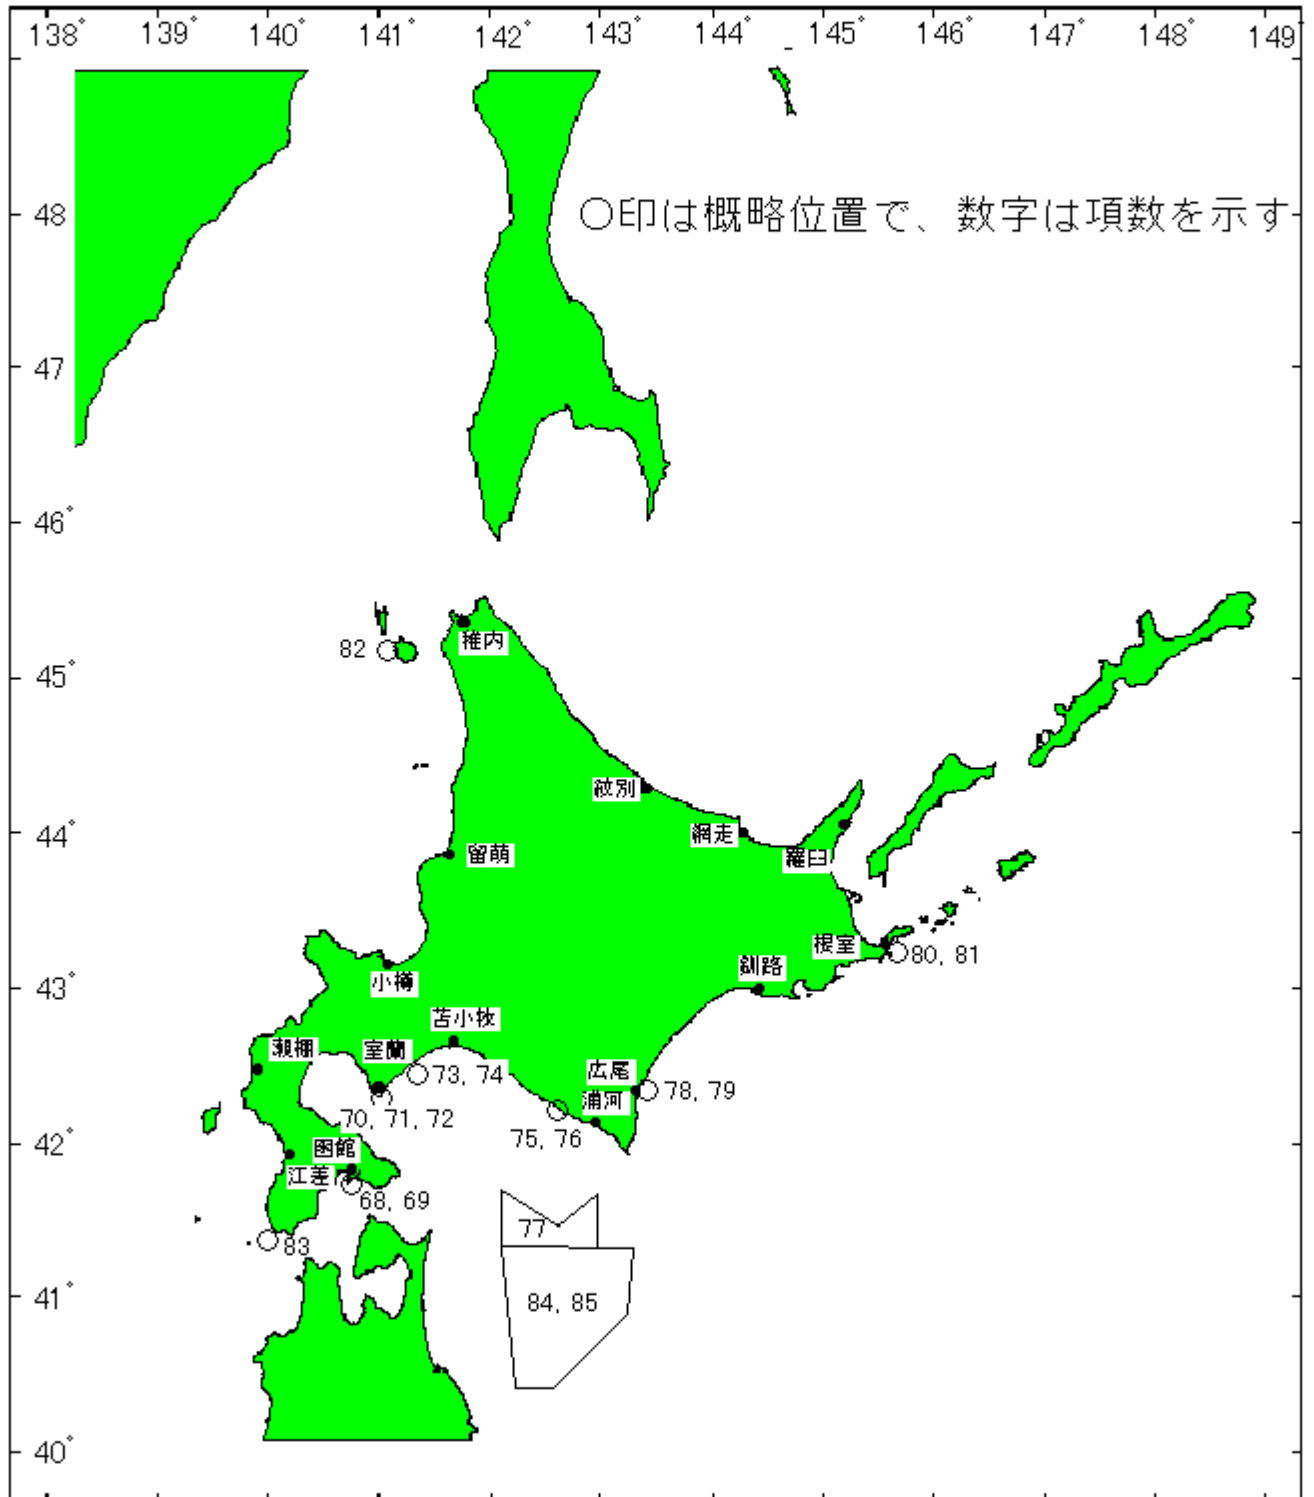 138° 139° 140° 141° 142° 143° 144° 145° 146° 147° 148° 149°
48° ○印は概略位置で、数字は項数を示す
47°
46°
82 稚内
45°
紋別
44° 網走
羅臼
留萌
根室 80, 81
釧路
43° 小樽
苫小牧
瀬棚 室蘭
73, 74 広尾
78, 79
浦河
70, 71, 72
75, 76
42° 函館
江差
68, 69
77
83
41° 84, 85
40°